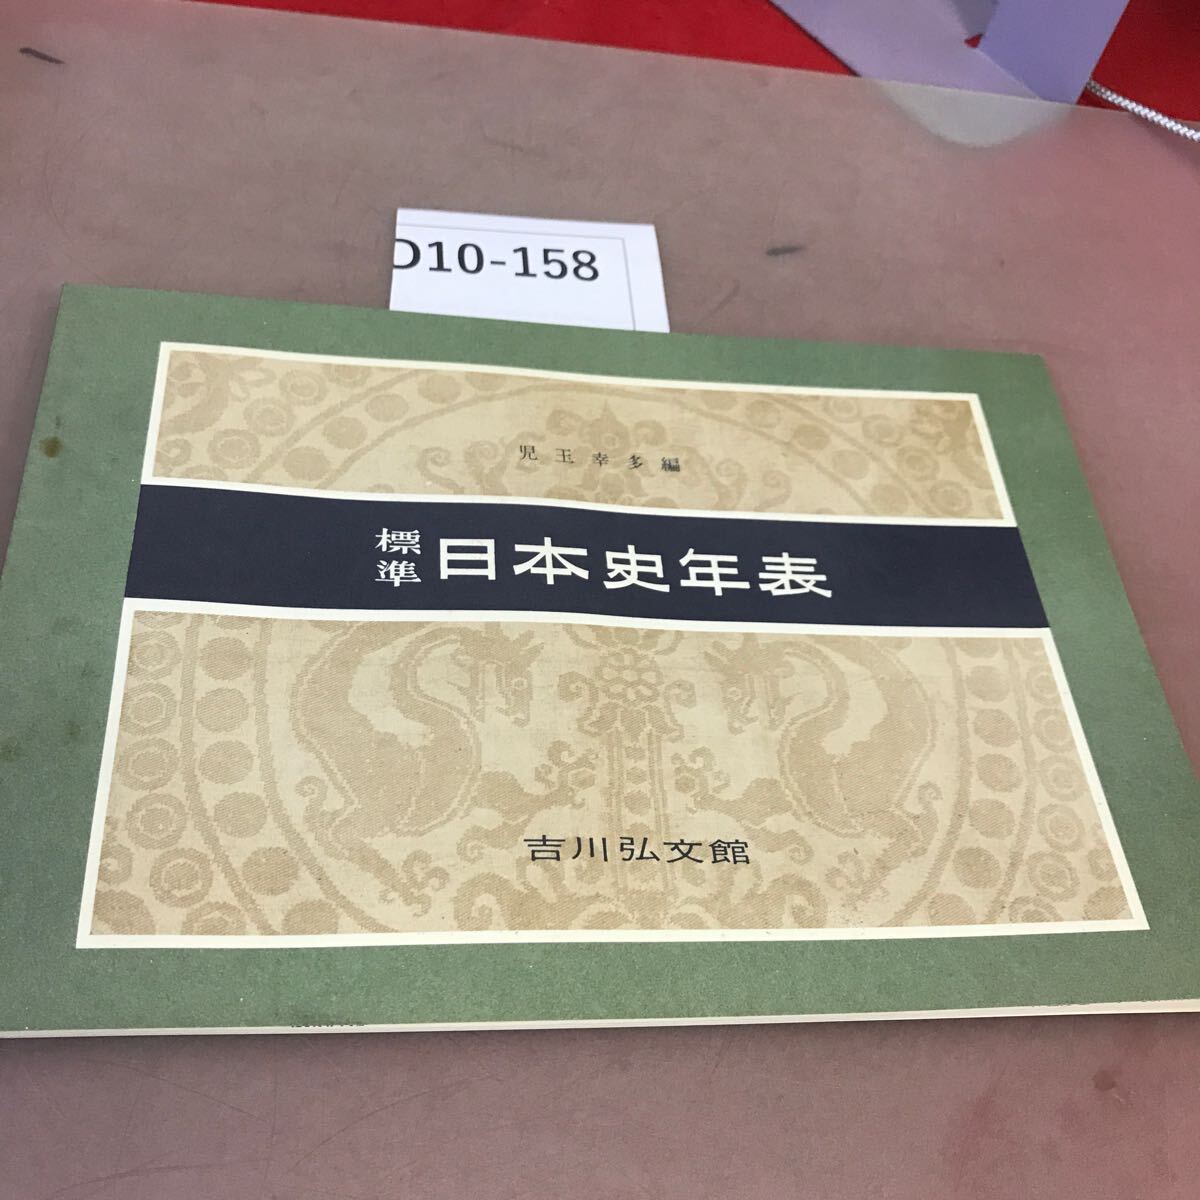 D10-158
児玉幸多編
標準 日本史年表
吉川弘文館